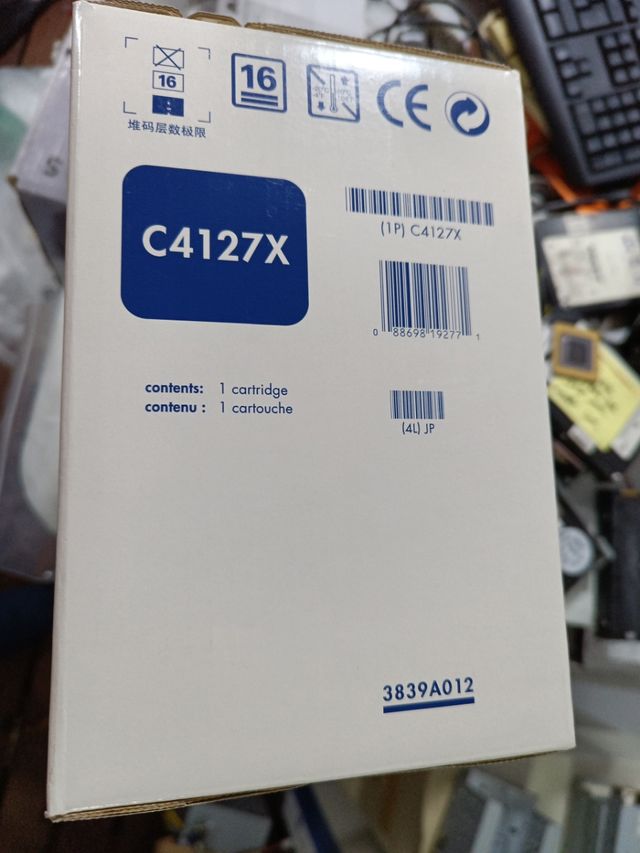 16
堆码层数极限
16
CE
C4127X
(1P) C4127X
0 88698 19277 1
contents: 1 cartridge
contenu : 1 cartouche
(4L) JP
3839A012